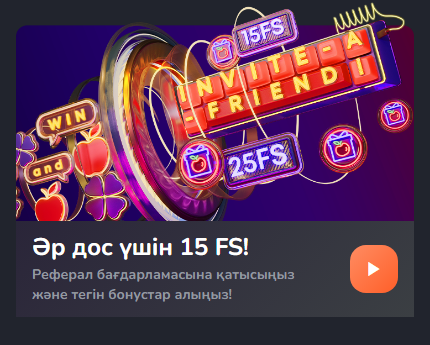 15FS
INVITE-A
-FRIEND!
WIN
and
25FS
Әр дос үшін 15 FS!
Реферал бағдарламасына қатысыңыз
және тегін бонустар алыңыз!